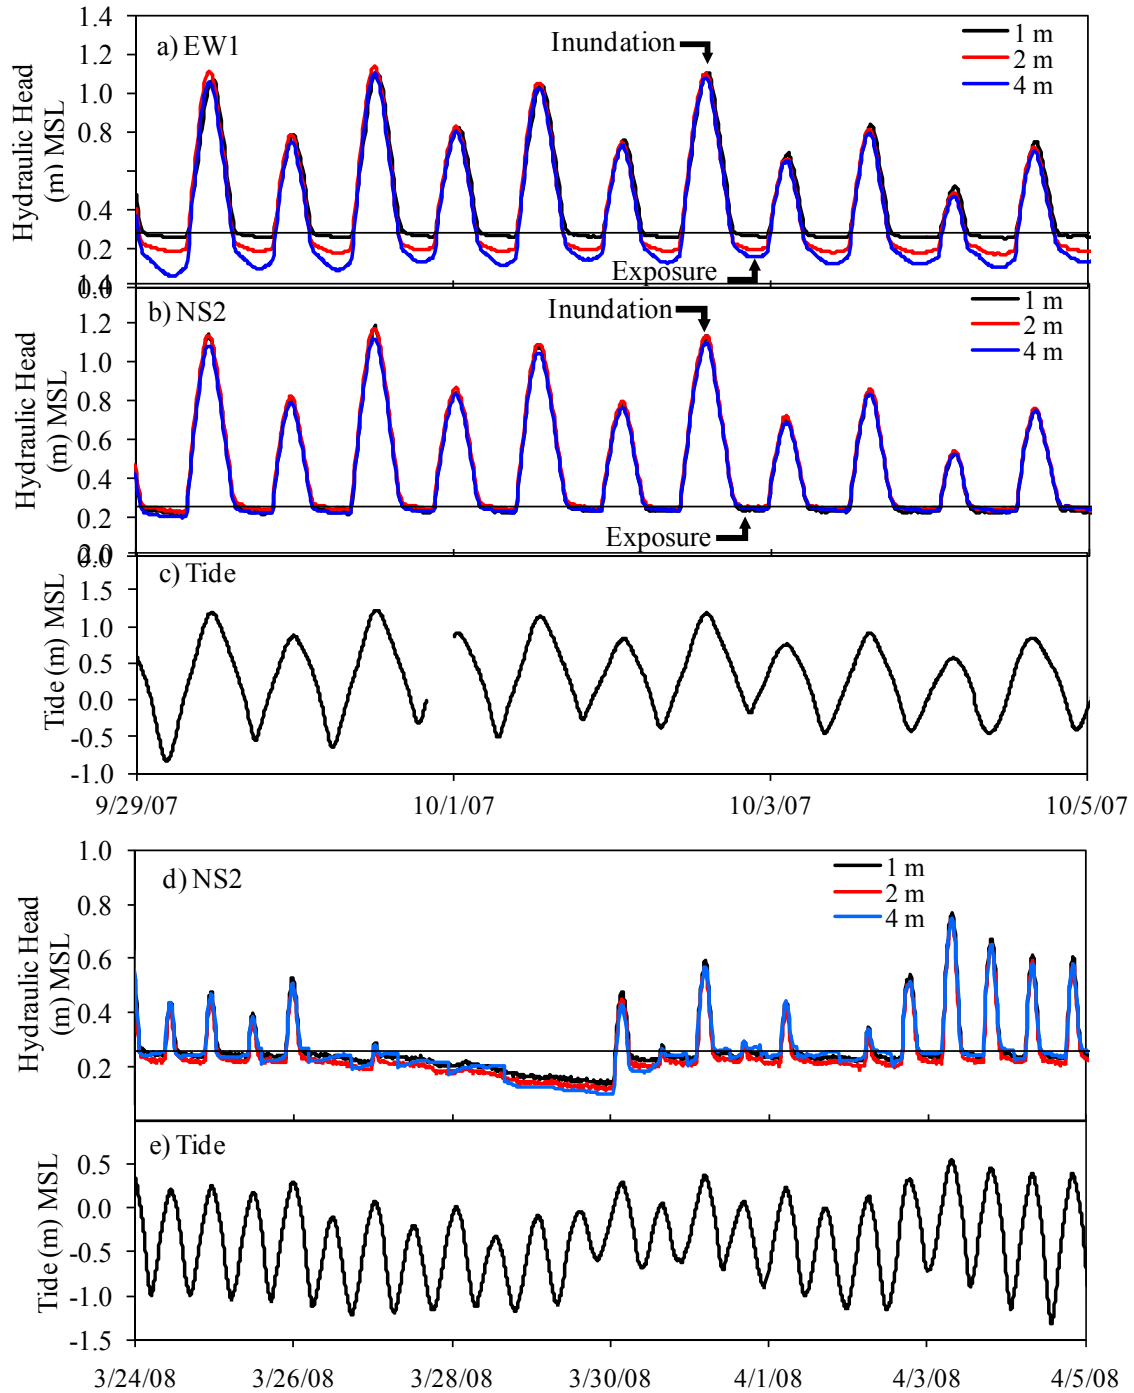 1.4
a) EW1
Inundation
1 m
2 m
4 m
1.2
1.0
0.8
0.4
0.2
Exposure
Hydraulic Head
(m) MSL
1.4
0.0
b) NS2
Inundation
1 m
2 m
4 m
1.2
1.0
0.8
0.6
0.4
0.2
Exposure
Hydraulic Head
(m) MSL
2.0
0.0
c) Tide
1.5
1.0
0.5
0.0
-0.5
-1.0
Tide (m) MSL
9/29/07 10/1/07 10/3/07 10/5/07
1.0
d) NS2
1 m
2 m
4 m
0.8
0.6
0.4
0.2
Hydraulic Head
(m) MSL
e) Tide
0.5
0.0
-0.5
-1.0
-1.5
Tide (m) MSL
3/24/08 3/26/08 3/28/08 3/30/08 4/1/08 4/3/08 4/5/08